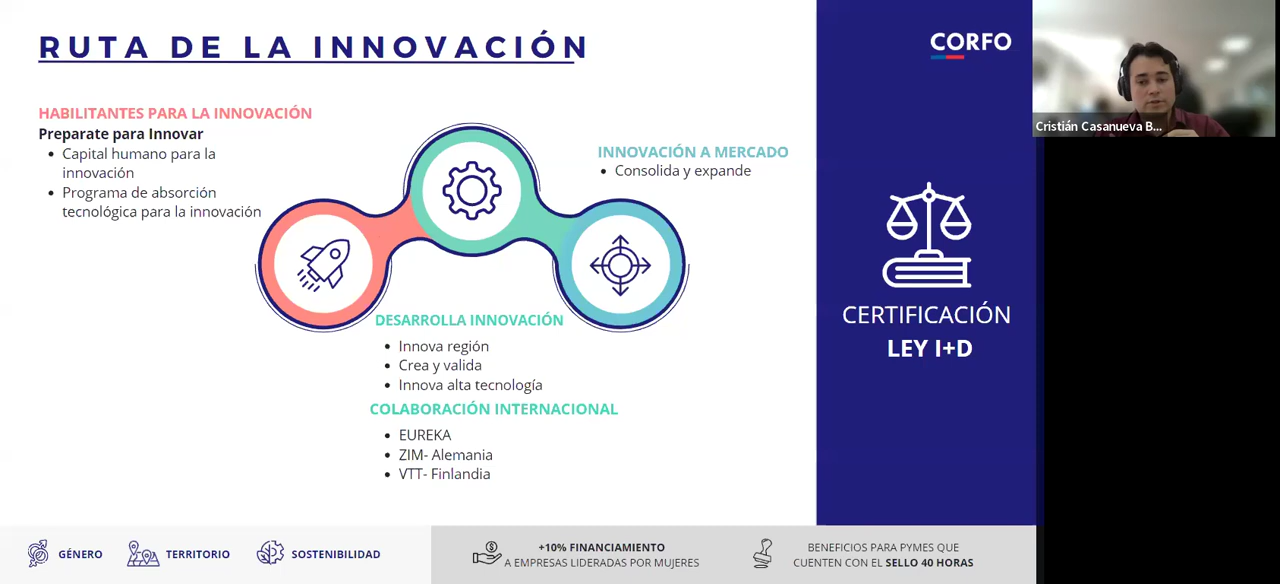 RUTA DE LA INNOVACIÓN
HABILITANTES PARA LA INNOVACIÓN
Preparate para Innovar
• Capital humano para la
innovación
• Programa de absorción
tecnológica para la innovación
INNOVACIÓN A MERCADO
• Consolida y expande
DESARROLLA INNOVACIÓN
• Innova región
• Crea y valida
• Innova alta tecnología
COLABORACIÓN INTERNACIONAL
• EUREKA
• ZIM- Alemania
• VTT- Finlandia
CORFO
CERTIFICACIÓN
LEY I+D
Cristián Casanueva B...
GÉNERO
TERRITORIO
SOSTENIBILIDAD
+10% FINANCIAMIENTO
A EMPRESAS LIDERADAS POR MUJERES
BENEFICIOS PARA PYMES QUE
CUENTEN CON EL SELLO 40 HORAS